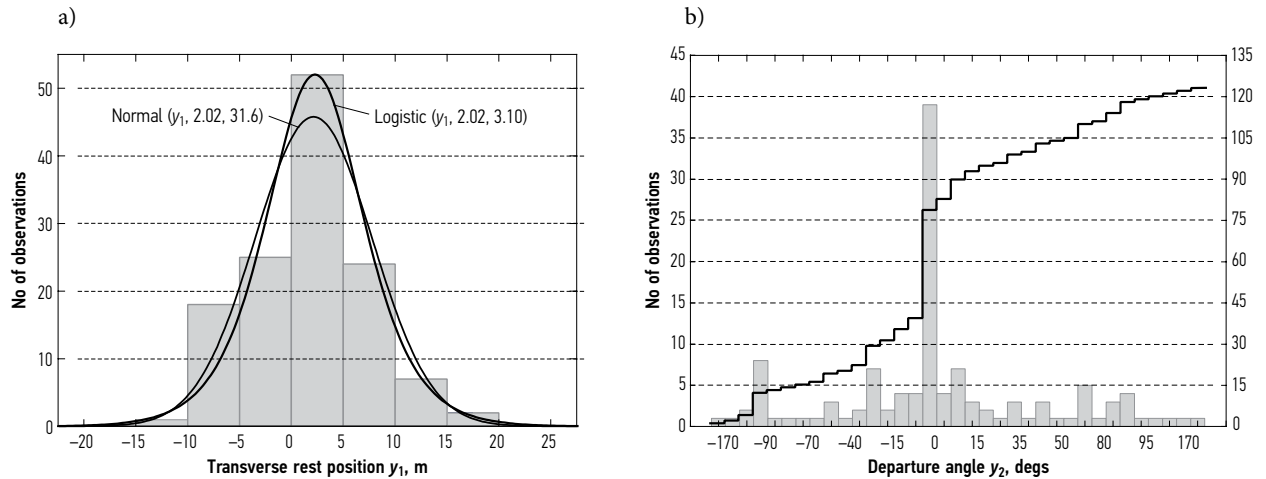 a)
No of observations
50
40
30
20
10
0
Normal (y₁, 2.02, 31.6)
Logistic (y₁, 2.02, 3.10)
–20 –15 –10 –5 0 5 10 15 20 25
Transverse rest position y₁, m
b)
No of observations
45
40
35
30
25
20
15
10
5
0
135
120
105
90
75
60
45
30
15
0
–170 –90 –70 –40 –15 0 15 35 50 80 95 170
Departure angle y₂, degs